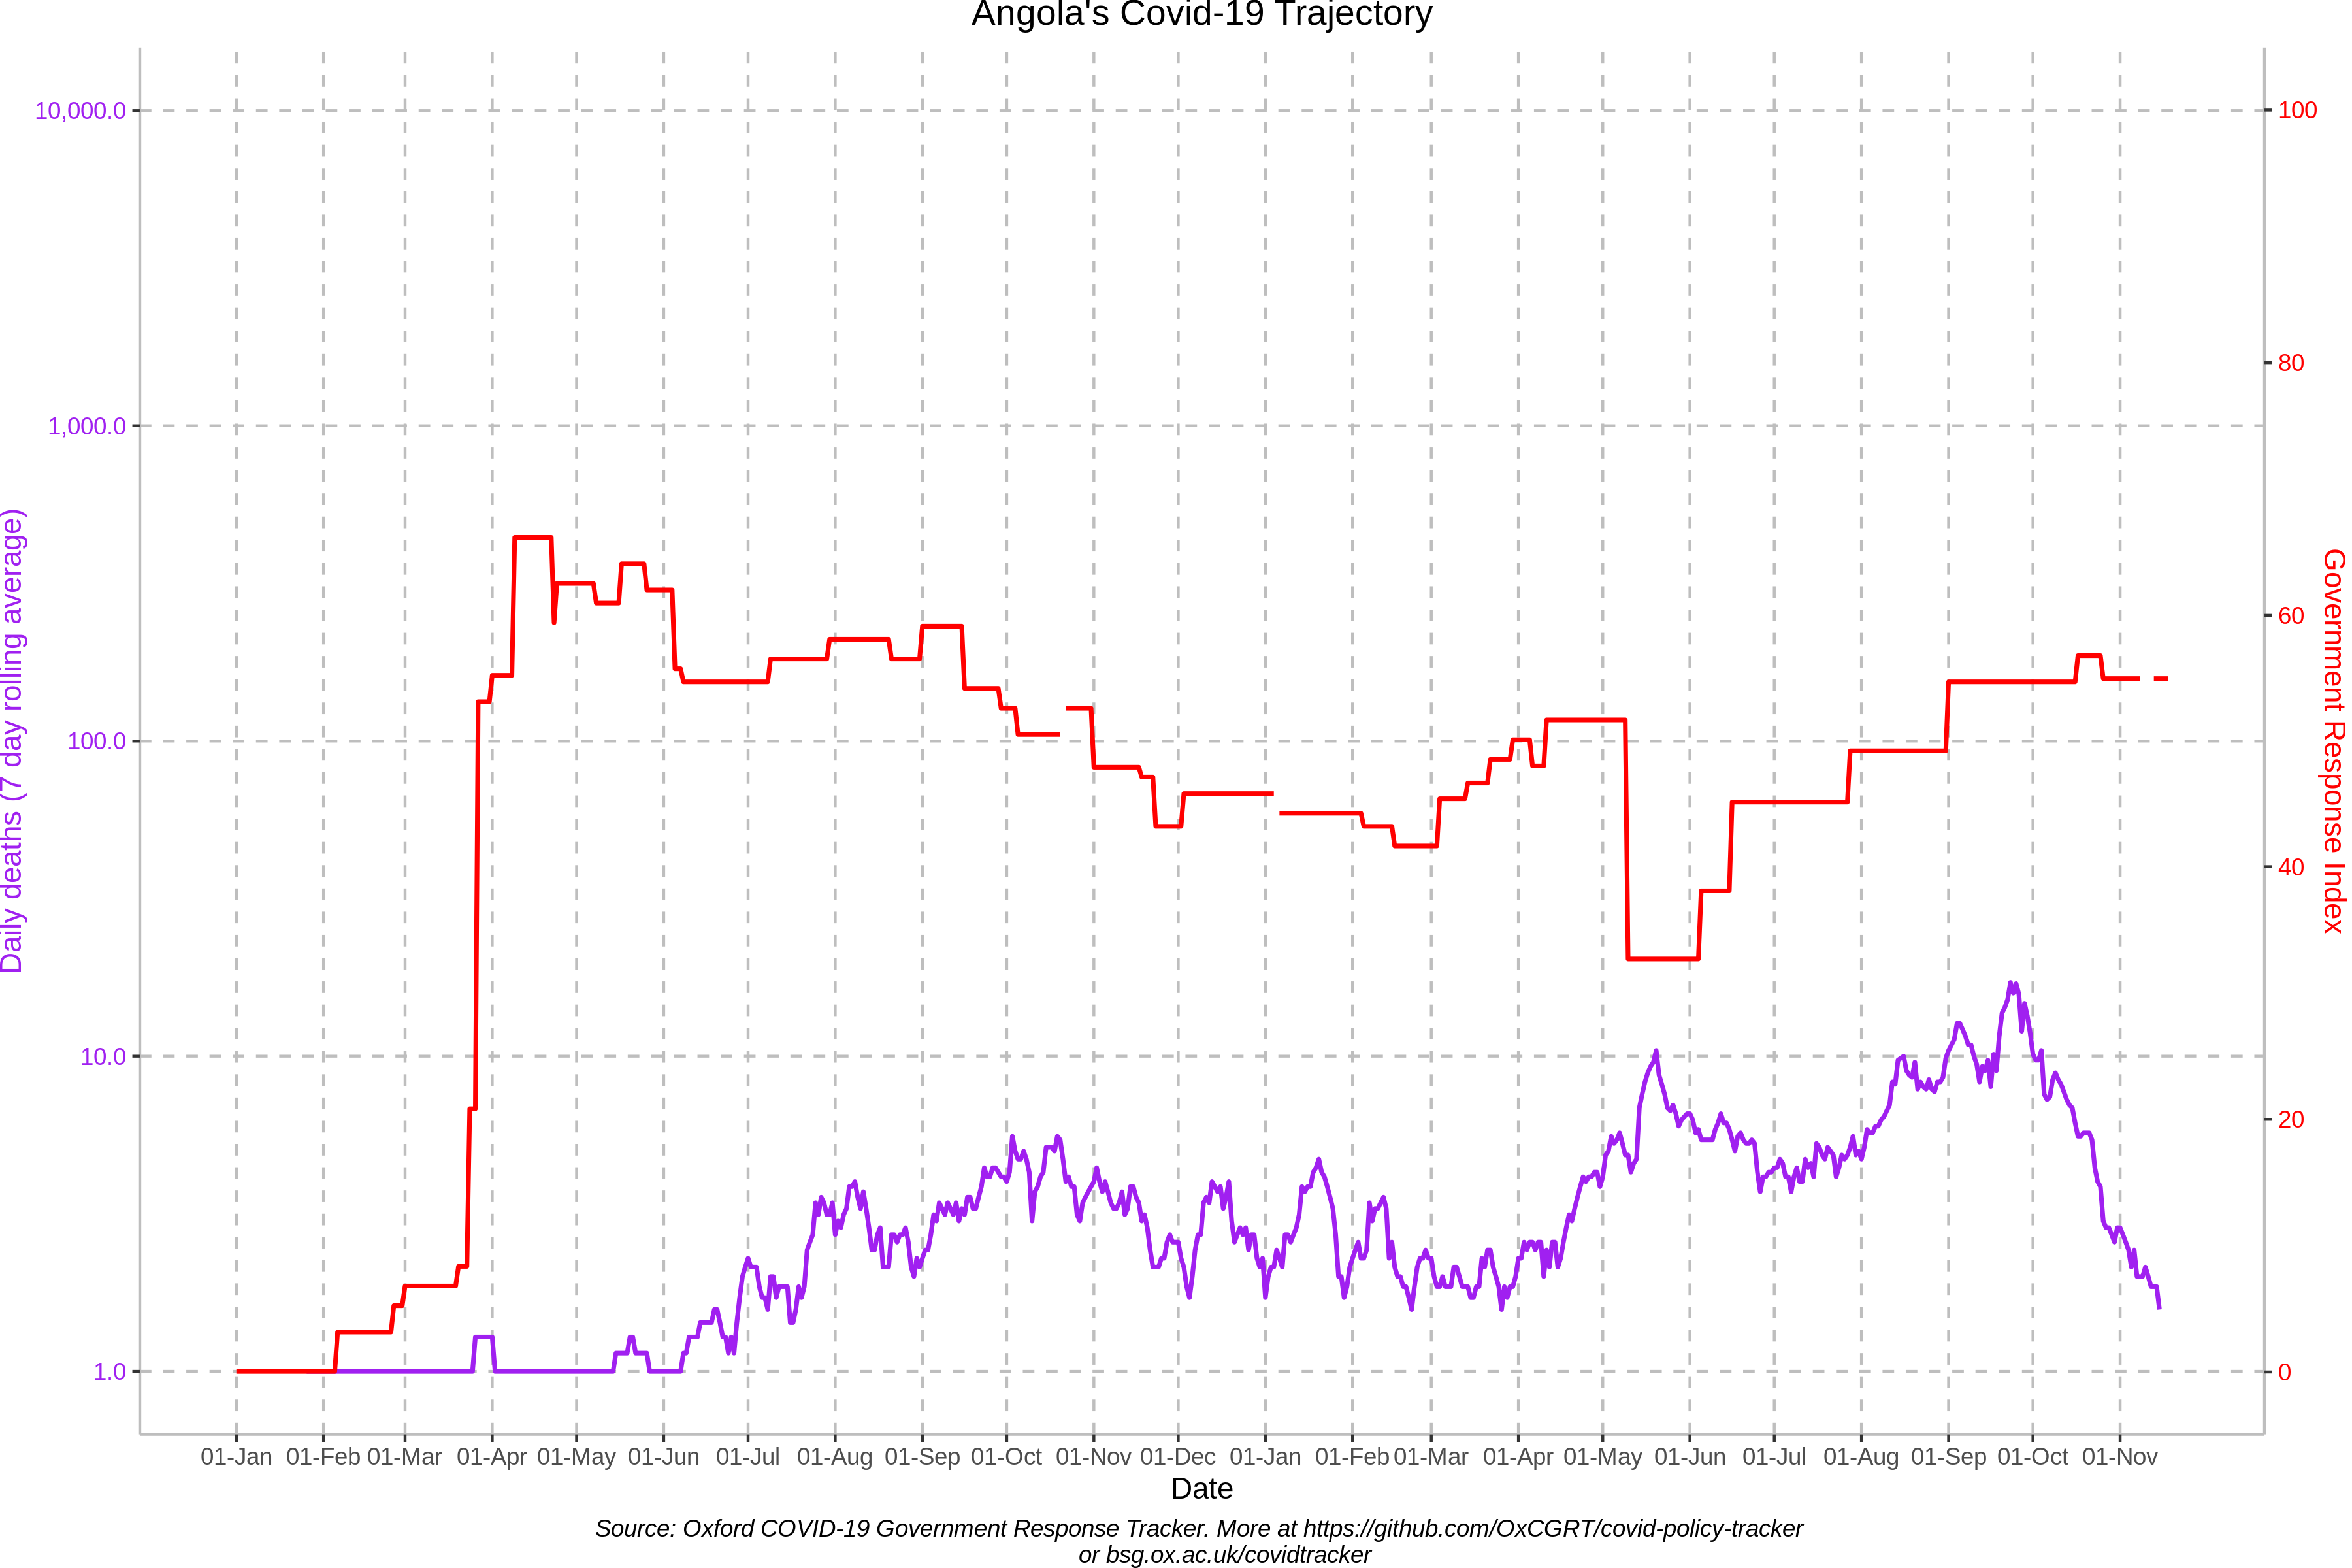 Angola's Covid-19 Trajectory
10,000.0
1,000.0
100.0
10.0
1.0
Daily deaths (7 day rolling average)
100
80
60
40
20
0
Government Response Index
01-Jan 01-Feb 01-Mar 01-Apr 01-May 01-Jun 01-Jul 01-Aug 01-Sep 01-Oct 01-Nov 01-Dec 01-Jan 01-Feb 01-Mar 01-Apr 01-May 01-Jun 01-Jul 01-Aug 01-Sep 01-Oct 01-Nov
Date
Source: Oxford COVID-19 Government Response Tracker. More at https://github.com/OxCGRT/covid-policy-tracker
or bsg.ox.ac.uk/covidtracker